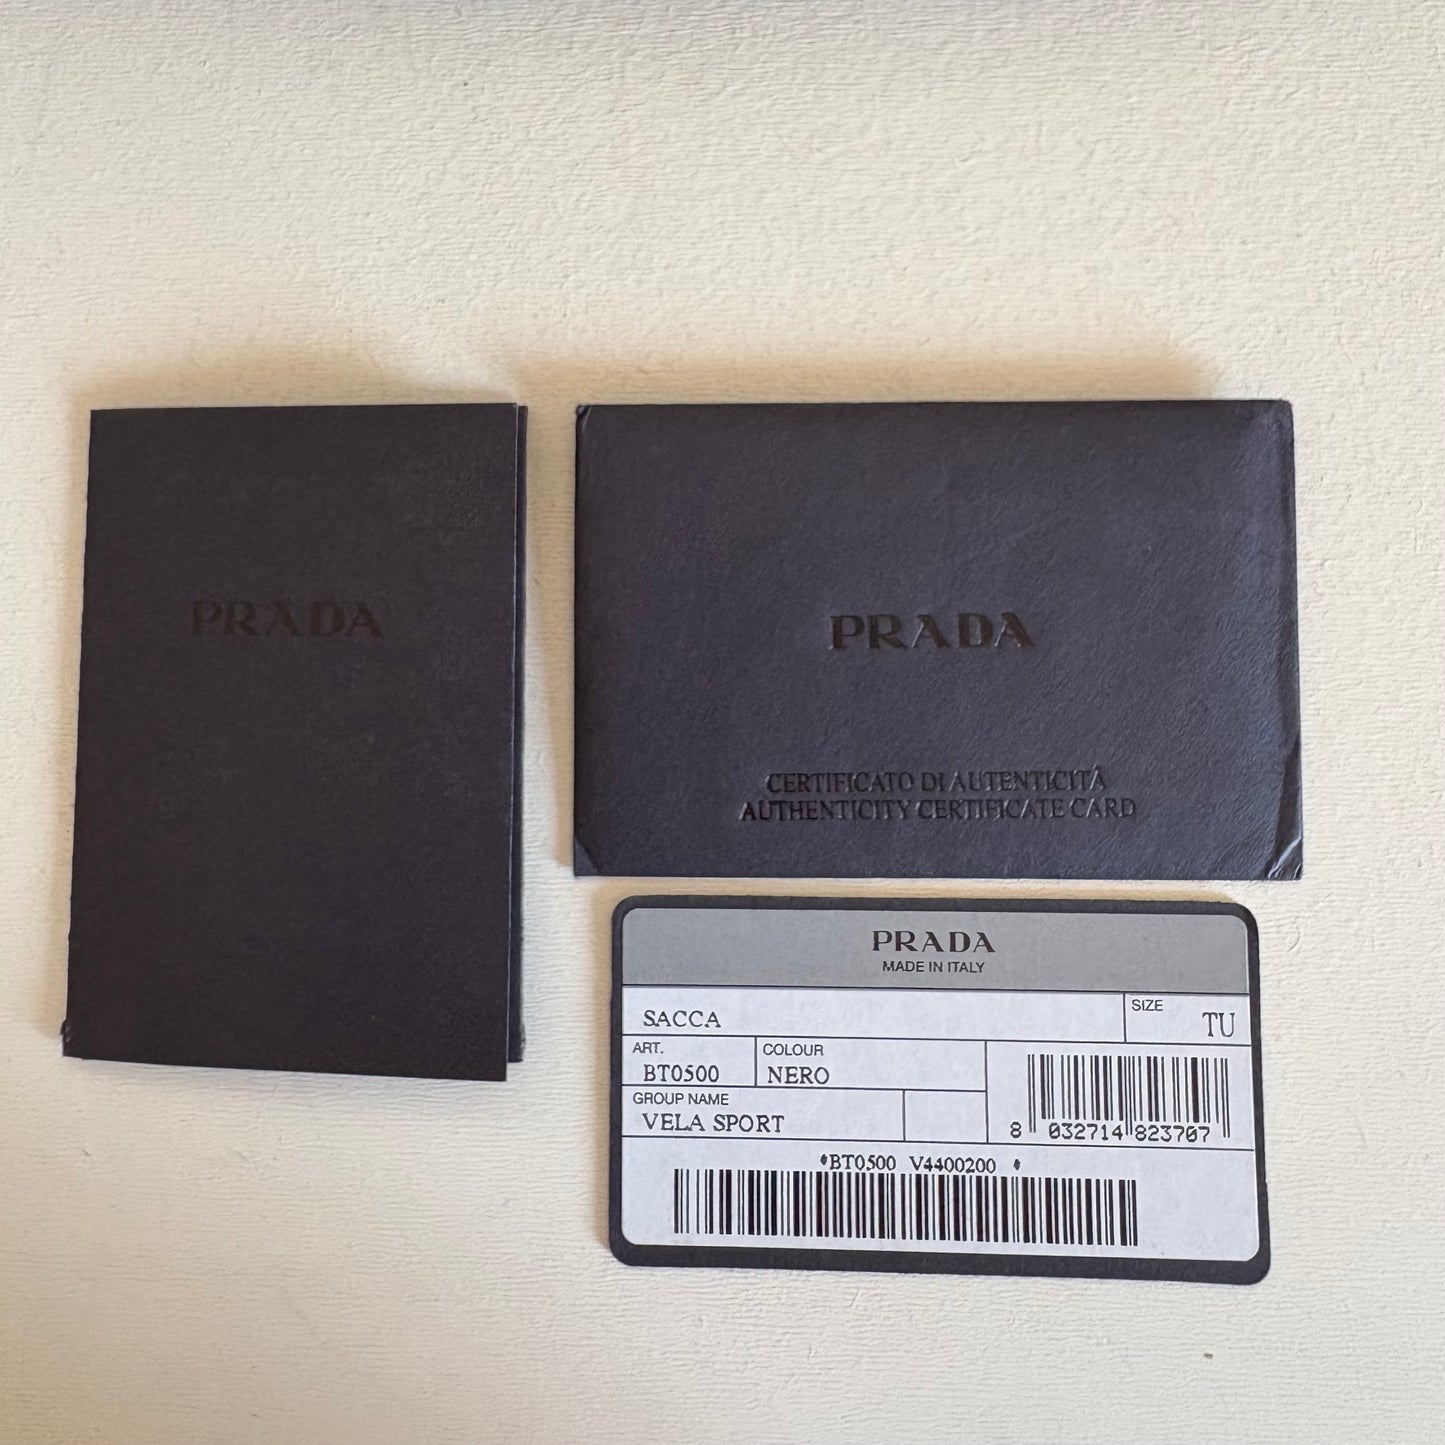 PRADA
PRADA
CERTIFICATO DI AUTENTICITÀ
AUTHENTICITY CERTIFICATE CARD
PRADA
MADE IN ITALY
SACCA
SIZE
TU
ART.
BT0500
COLOUR
NERO
GROUP NAME
VELA SPORT
8 032714 823707
*BT0500 V4400200 *